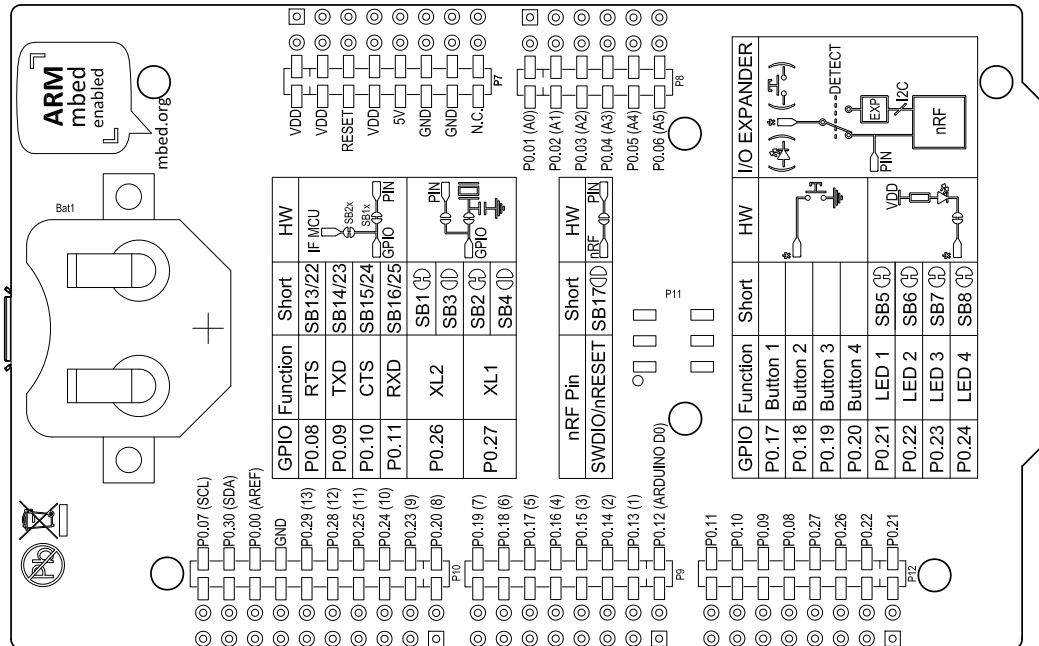 ARM
mbed
enabled
mbed.org
Bat1
VDD
VDD
RESET
VDD
5V
GND
GND
N.C.
P7
P0.01 (A0)
P0.02 (A1)
P0.03 (A2)
P0.04 (A3)
P0.05 (A4)
P0.06 (A5)
P8
GPIO Function Short HW
P0.08 RTS SB13/22
P0.09 TXD SB14/23
P0.10 CTS SB15/24
P0.11 RXD SB16/25
P0.26 XL2 SB1
SB3
P0.27 XL1 SB2
SB4
IF MCU
SB2x
SB1x
GPIO PIN
PIN
GPIO
nRF Pin Short HW
SWDIO/nRESET SB17 nRF PIN
P11
GPIO Function Short HW I/O EXPANDER
P0.17 Button 1
P0.18 Button 2
P0.19 Button 3
P0.20 Button 4
P0.21 LED 1 SB5
P0.22 LED 2 SB6
P0.23 LED 3 SB7
P0.24 LED 4 SB8
VDD
DETECT
EXP
I2C
nRF
PIN
Pb
P0.07 (SCL)
P0.30 (SDA)
P0.00 (AREF)
GND
P0.29 (13)
P0.28 (12)
P0.25 (11)
P0.24 (10)
P0.23 (9)
P0.20 (8)
P10
P0.19 (7)
P0.18 (6)
P0.17 (5)
P0.16 (4)
P0.15 (3)
P0.14 (2)
P0.13 (1)
P0.12 (ARDUINO D0)
P9
P0.11
P0.10
P0.09
P0.08
P0.27
P0.26
P0.22
P0.21
P12